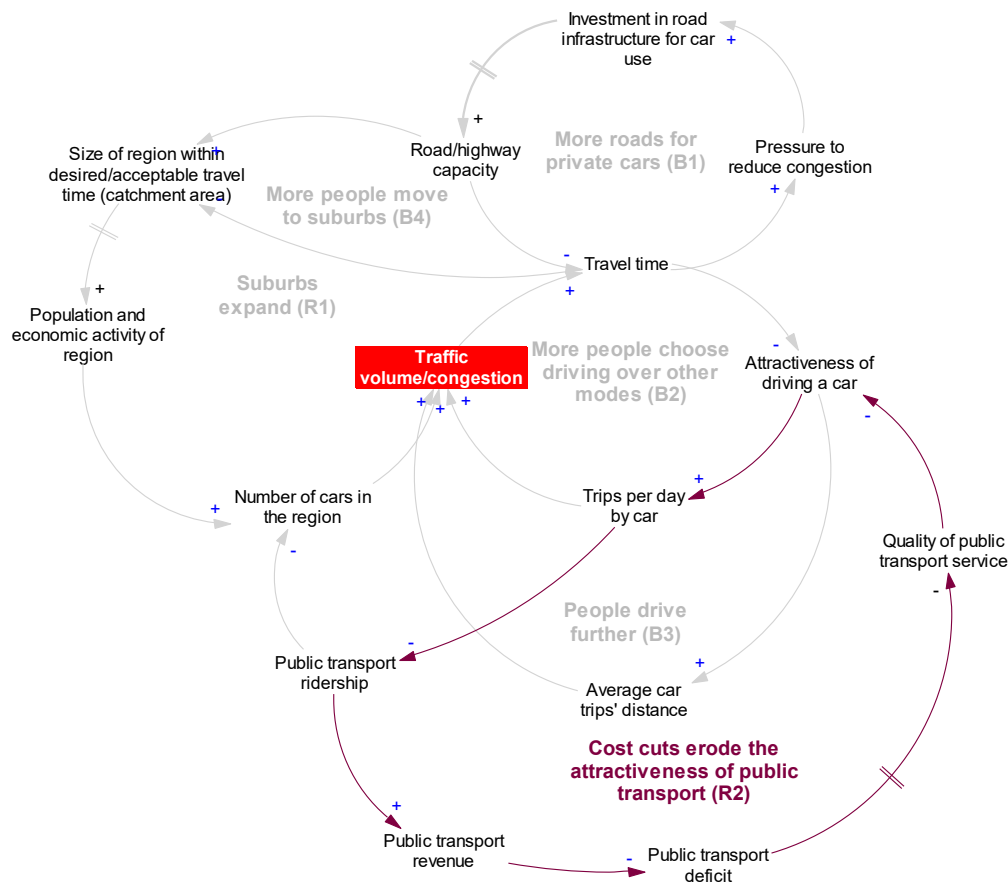 Investment in road
infrastructure for car
use
+
+
Road/highway
capacity
More roads for
private cars (B1)
Pressure to
reduce congestion
+
+
Size of region within
desired/acceptable travel
time (catchment area)
-
More people move
to suburbs (B4)
-
Travel time
+
Suburbs
expand (R1)
+
Population and
economic activity of
region
Traffic
volume/congestion
More people choose
driving over other
modes (B2)
-
Attractiveness of
driving a car
-
+
+
+
+
Trips per day
by car
+
Number of cars in
the region
-
Quality of public
transport service
-
People drive
further (B3)
-
Public transport
ridership
+
Average car
trips' distance
Cost cuts erode the
attractiveness of public
transport (R2)
+
Public transport
revenue
-
Public transport
deficit